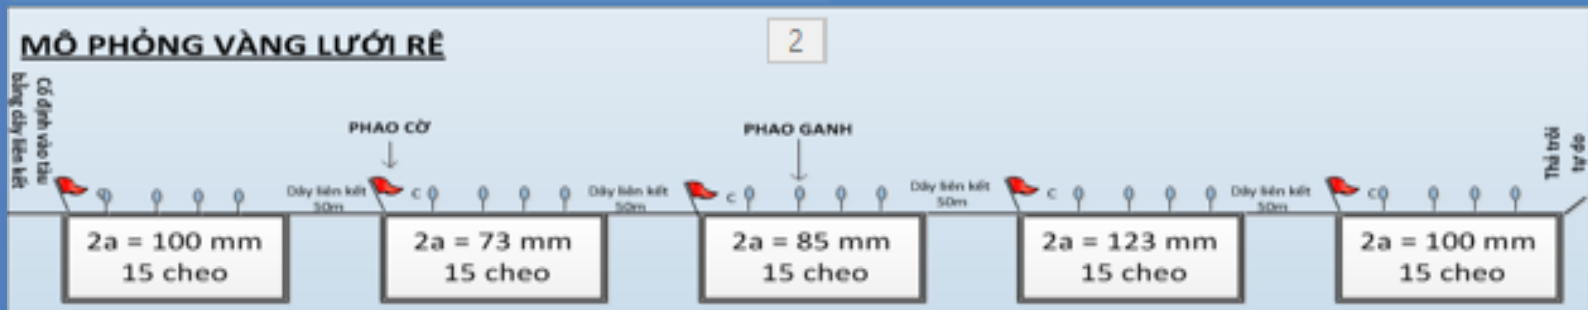 MÔ PHỎNG VÀNG LƯỚI RÊ
2
Cố định vào tàu
bằng dây liên kết
PHAO CỜ
PHAO GANH
Thả trôi
tự do
Dây liên kết
50m
Dây liên kết
50m
Dây liên kết
50m
Dây liên kết
50m
2a = 100 mm
15 cheo
2a = 73 mm
15 cheo
2a = 85 mm
15 cheo
2a = 123 mm
15 cheo
2a = 100 mm
15 cheo